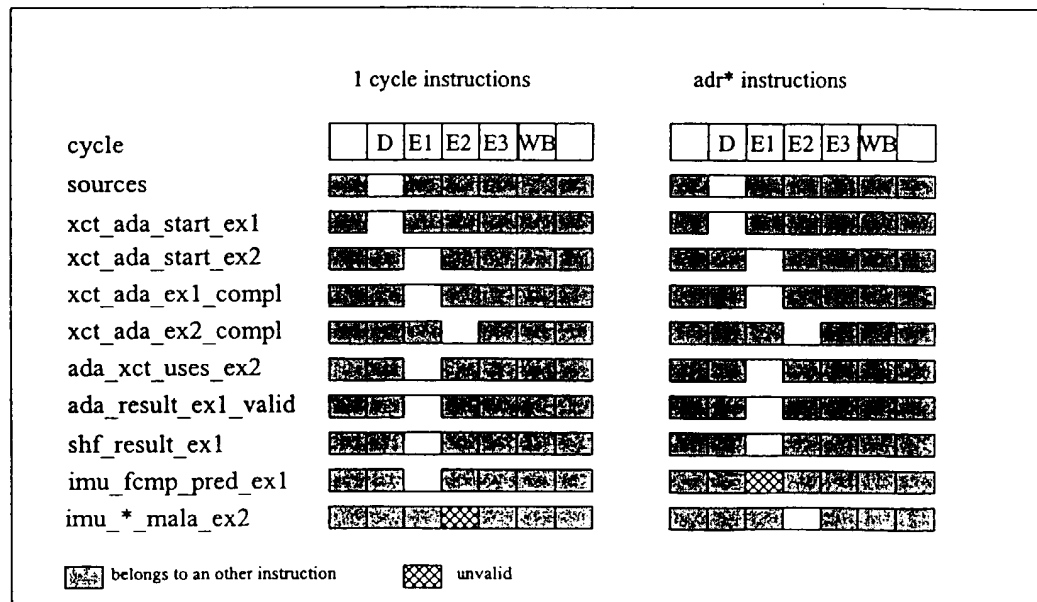 1 cycle instructions adr* instructions
cycle D E1 E2 E3 WB D E1 E2 E3 WB
sources
xct_ada_start_ex1
xct_ada_start_ex2
xct_ada_ex1_compl
xct_ada_ex2_compl
ada_xct_uses_ex2
ada_result_ex1_valid
shf_result_ex1
imu_fcmp_pred_ex1
imu_*_mala_ex2
belongs to an other instruction unvalid